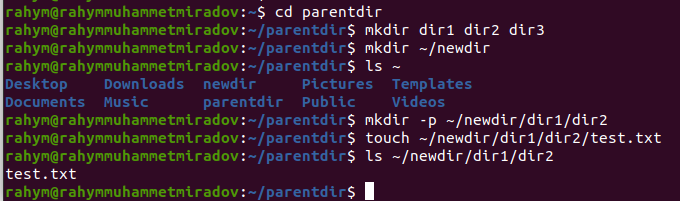 rahym@rahymmuhammetmiradov:~$ cd parentdir
rahym@rahymmuhammetmiradov:~/parentdir$ mkdir dir1 dir2 dir3
rahym@rahymmuhammetmiradov:~/parentdir$ mkdir ~/newdir
rahym@rahymmuhammetmiradov:~/parentdir$ ls ~
Desktop    Downloads  newdir     Pictures  Templates
Documents  Music      parentdir  Public    Videos
rahym@rahymmuhammetmiradov:~/parentdir$ mkdir -p ~/newdir/dir1/dir2
rahym@rahymmuhammetmiradov:~/parentdir$ touch ~/newdir/dir1/dir2/test.txt
rahym@rahymmuhammetmiradov:~/parentdir$ ls ~/newdir/dir1/dir2
test.txt
rahym@rahymmuhammetmiradov:~/parentdir$